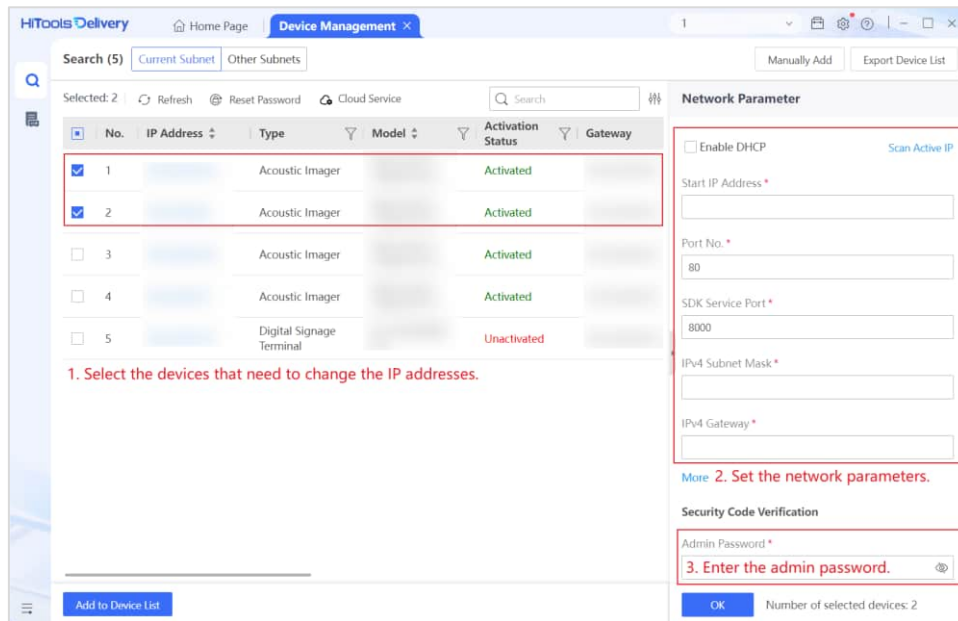 HiTools Delivery
Home Page
Device Management ×
1
Search (5)
Current Subnet
Other Subnets
Manually Add
Export Device List
Selected: 2
Refresh
Reset Password
Cloud Service
Search
Network Parameter
No.
IP Address
Type
Model
Activation Status
Gateway
1 Acoustic Imager Activated
2 Acoustic Imager Activated
3 Acoustic Imager Activated
4 Acoustic Imager Activated
5 Digital Signage Terminal Unactivated
1. Select the devices that need to change the IP addresses.
Enable DHCP
Scan Active IP
Start IP Address *
Port No. *
80
SDK Service Port *
8000
IPv4 Subnet Mask *
IPv4 Gateway *
More
2. Set the network parameters.
Security Code Verification
Admin Password *
3. Enter the admin password.
Add to Device List
OK
Number of selected devices: 2